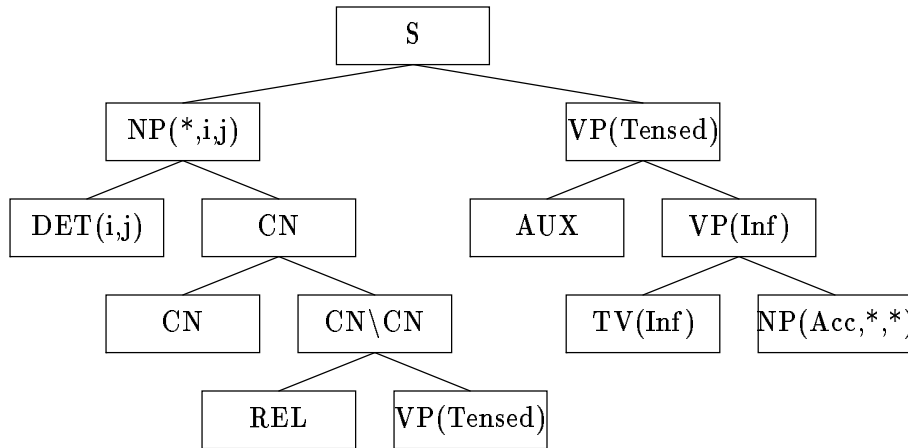 S
NP(*,i,j)
VP(Tensed)
DET(i,j)
CN
AUX
VP(Inf)
CN
CN\CN
TV(Inf)
NP(Acc,*,*)
REL
VP(Tensed)